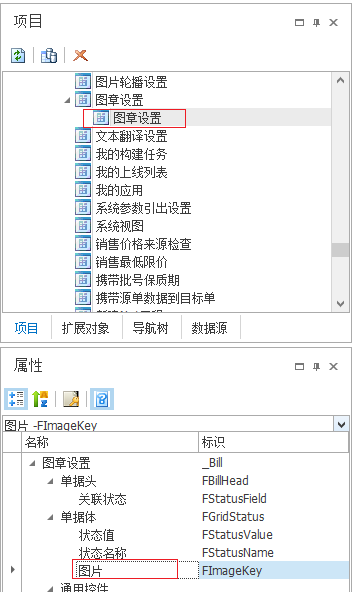 项目
图片轮播设置
图章设置
图章设置
文本翻译设置
我的构建任务
我的上线列表
我的应用
系统参数引出设置
系统视图
销售价格来源检查
销售最低限价
携带批号保质期
携带源单数据到目标单
项目 扩展对象 导航树 数据源
属性
图片 -FImageKey
名称 标识
图章设置 _Bill
单据头 FBillHead
关联状态 FStatusField
单据体 FGridStatus
状态值 FStatusValue
状态名称 FStatusName
图片 FImageKey
通用控件